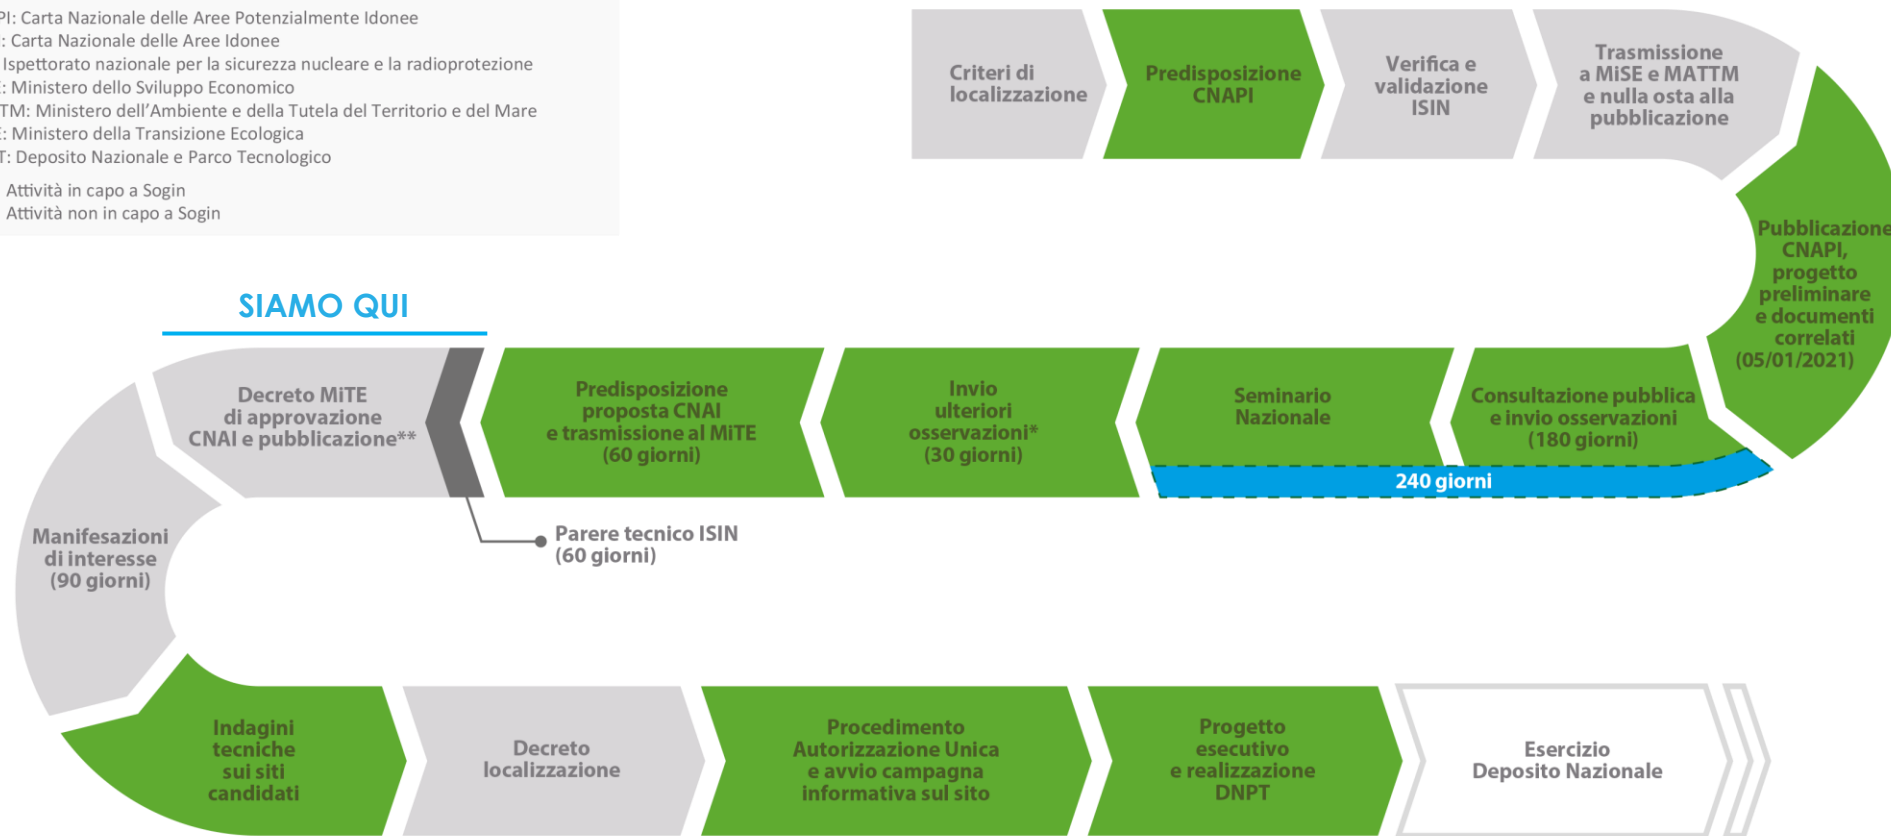 PI: Carta Nazionale delle Aree Potenzialmente Idonee
: Carta Nazionale delle Aree Idonee
Ispettorato nazionale per la sicurezza nucleare e la radioprotezione
E: Ministero dello Sviluppo Economico
TTM: Ministero dell'Ambiente e della Tutela del Territorio e del Mare
E: Ministero della Transizione Ecologica
T: Deposito Nazionale e Parco Tecnologico
Attività in capo a Sogin
Attività non in capo a Sogin
Criteri di
localizzazione
Predisposizione
CNAPI
Verifica e
validazione
ISIN
Trasmissione
a MiSE e MATTM
e nulla osta alla
pubblicazione
Pubblicazione
CNAPI,
progetto
preliminare
e documenti
correlati
(05/01/2021)
Consultazione pubblica
e invio osservazioni
(180 giorni)
Seminario
Nazionale
240 giorni
Invio
ulteriori
osservazioni*
(30 giorni)
Predisposizione
proposta CNAI
e trasmissione al MiTE
(60 giorni)
SIAMO QUI
Parere tecnico ISIN
(60 giorni)
Decreto MiTE
di approvazione
CNAI e pubblicazione**
Manifesazioni
di interesse
(90 giorni)
Indagini
tecniche
sui siti
candidati
Decreto
localizzazione
Procedimento
Autorizzazione Unica
e avvio campagna
informativa sul sito
Progetto
esecutivo
e realizzazione
DNPT
Esercizio
Deposito Nazionale